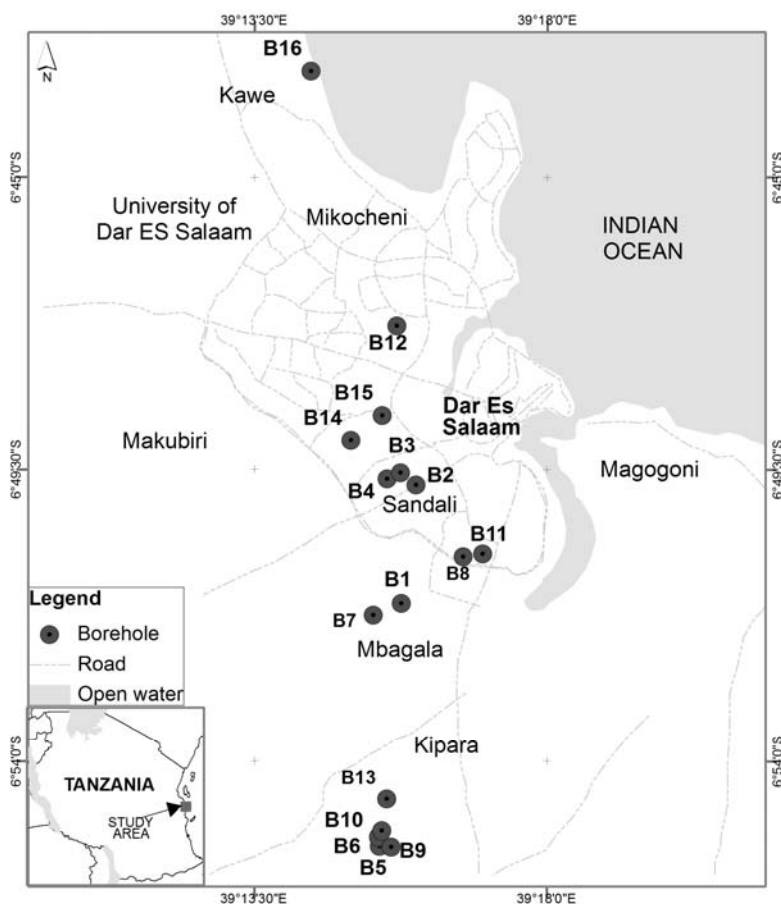 39°13'30"E
39°18'0"E
B16
Kawe
N
6°45'0"S
6°45'0"S
University of
Dar ES Salaam
Mikocheni
INDIAN
OCEAN
B12
B15
Dar Es
Salaam
B14
Makubiri
B3
Magogoni
6°49'30"S
6°49'30"S
B4
B2
Sandali
B11
B8
B1
B7
Mbagala
Legend
Borehole
Road
Open water
Kipara
6°54'0"S
6°54'0"S
B13
B10
B6
B9
B5
TANZANIA
STUDY
AREA
39°13'30"E
39°18'0"E